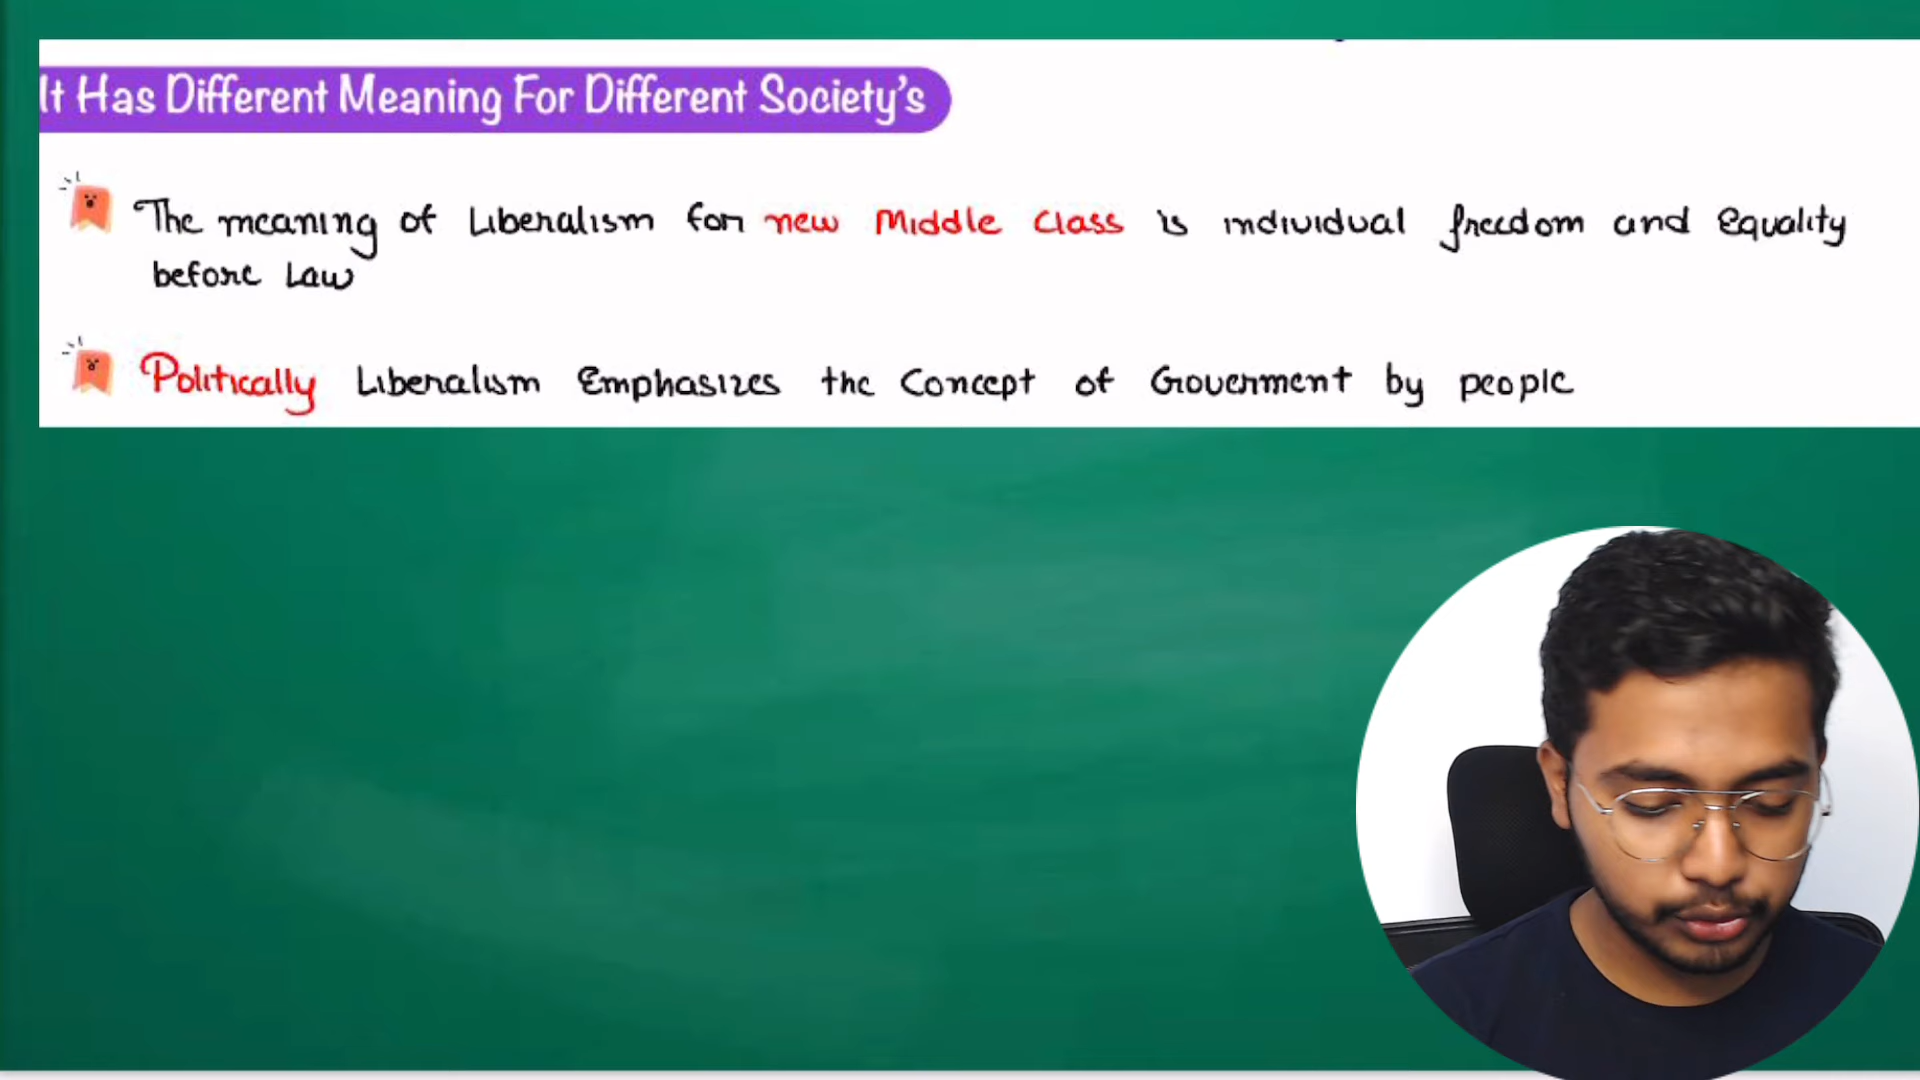 It Has Different Meaning For Different Society's
The meaning of Liberalism for new Middle Class is individual freedom and Equality
before Law
Politically Liberalism Emphasizes the Concept of Government by people